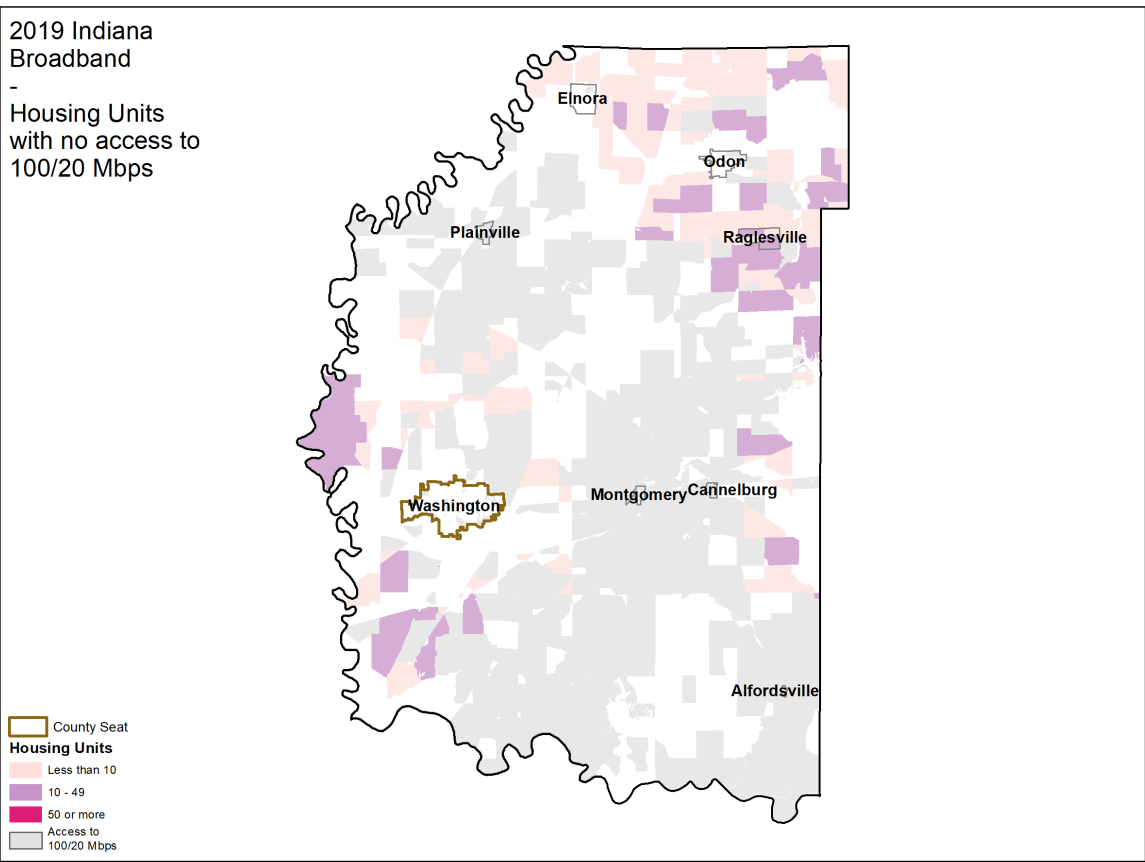 2019 Indiana
Broadband
-
Housing Units
with no access to
100/20 Mbps
Elnora
Odon
Plainville
Raglesville
Washington
Montgomery
Cannelburg
Alfordsville
County Seat
Housing Units
Less than 10
10 - 49
50 or more
Access to
100/20 Mbps